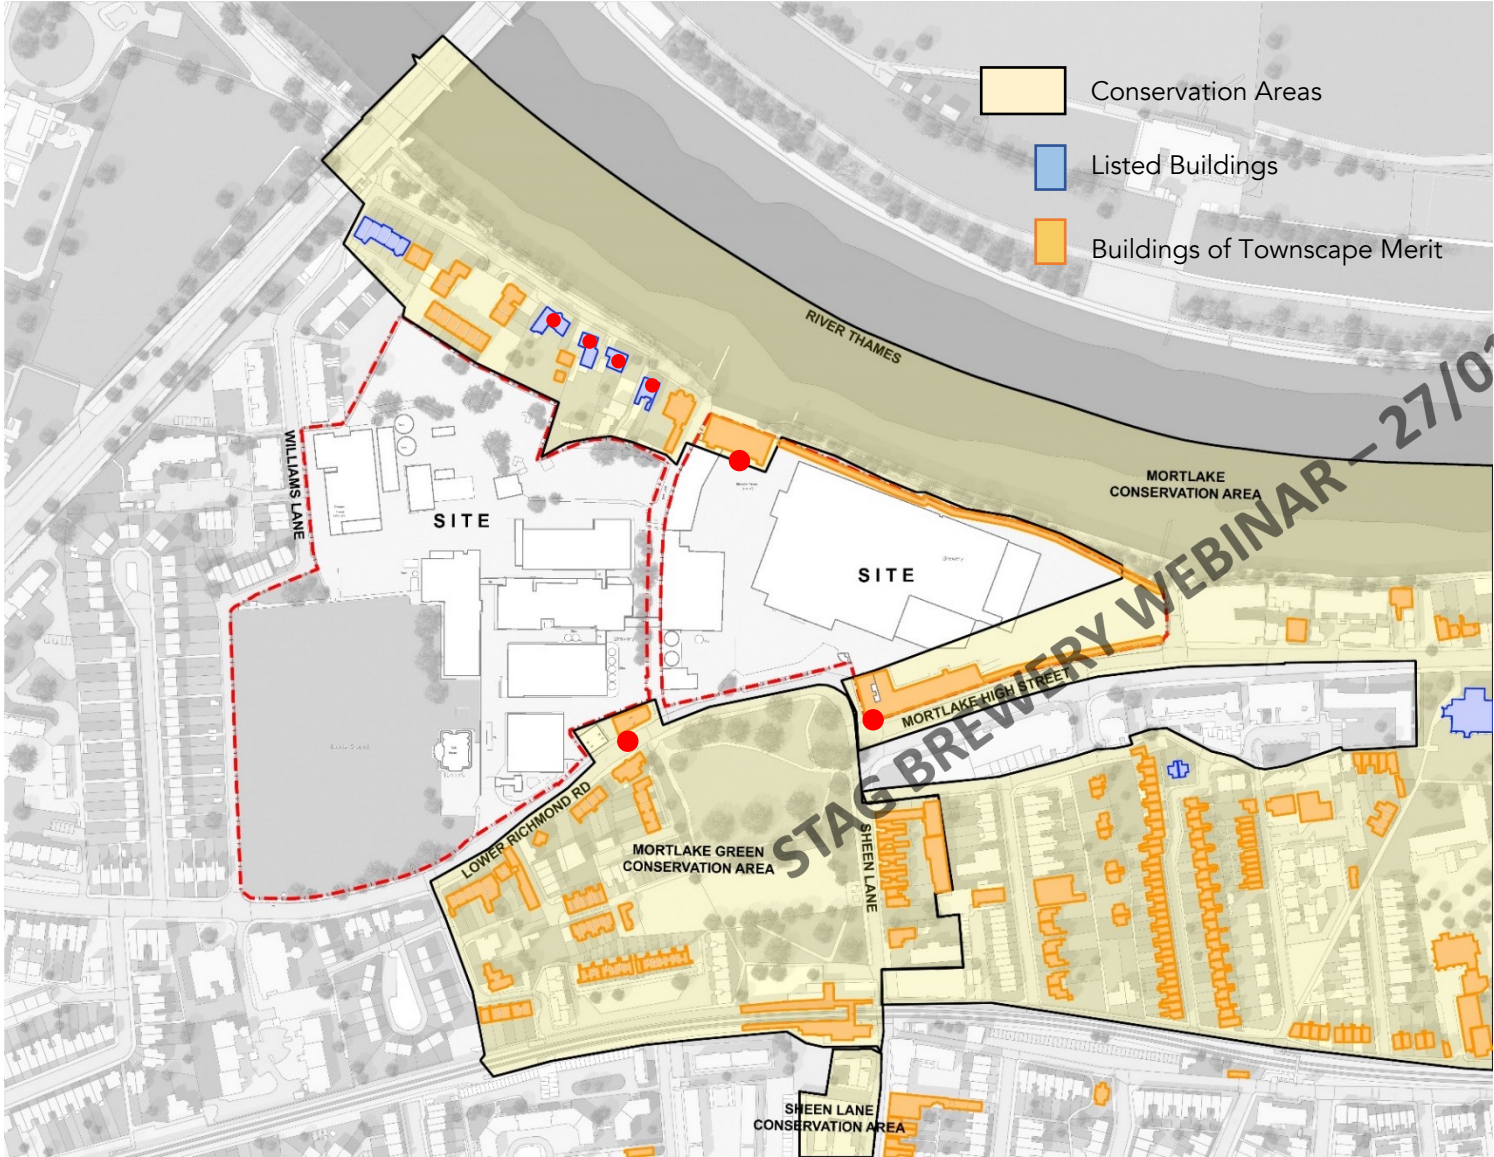 Conservation Areas
Listed Buildings
Buildings of Townscape Merit
RIVER THAMES
WILLIAMS LANE
SITE
MORTLAKE
CONSERVATION AREA
SITE
STAG BREWERY WEBINAR – 27/0
MORTLAKE HIGH STREET
LOWER RICHMOND RD
MORTLAKE GREEN
CONSERVATION AREA
SHEEN LANE
SHEEN LANE
CONSERVATION AREA